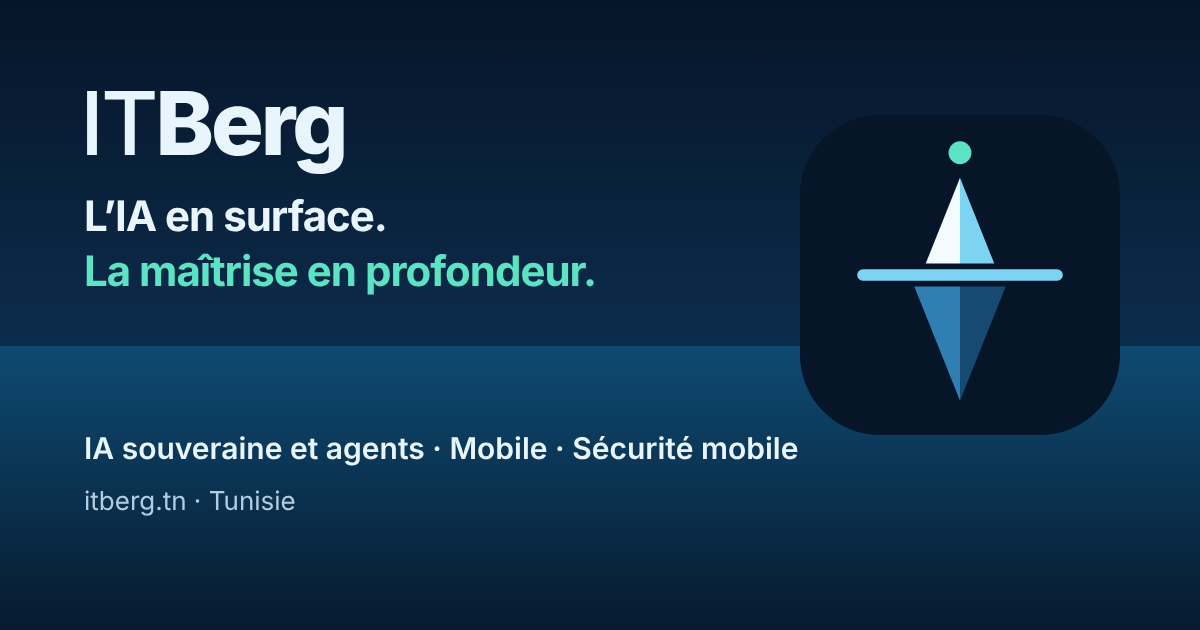 ITBerg
L’IA en surface.
La maîtrise en profondeur.
IA souveraine et agents · Mobile · Sécurité mobile
itberg.tn · Tunisie